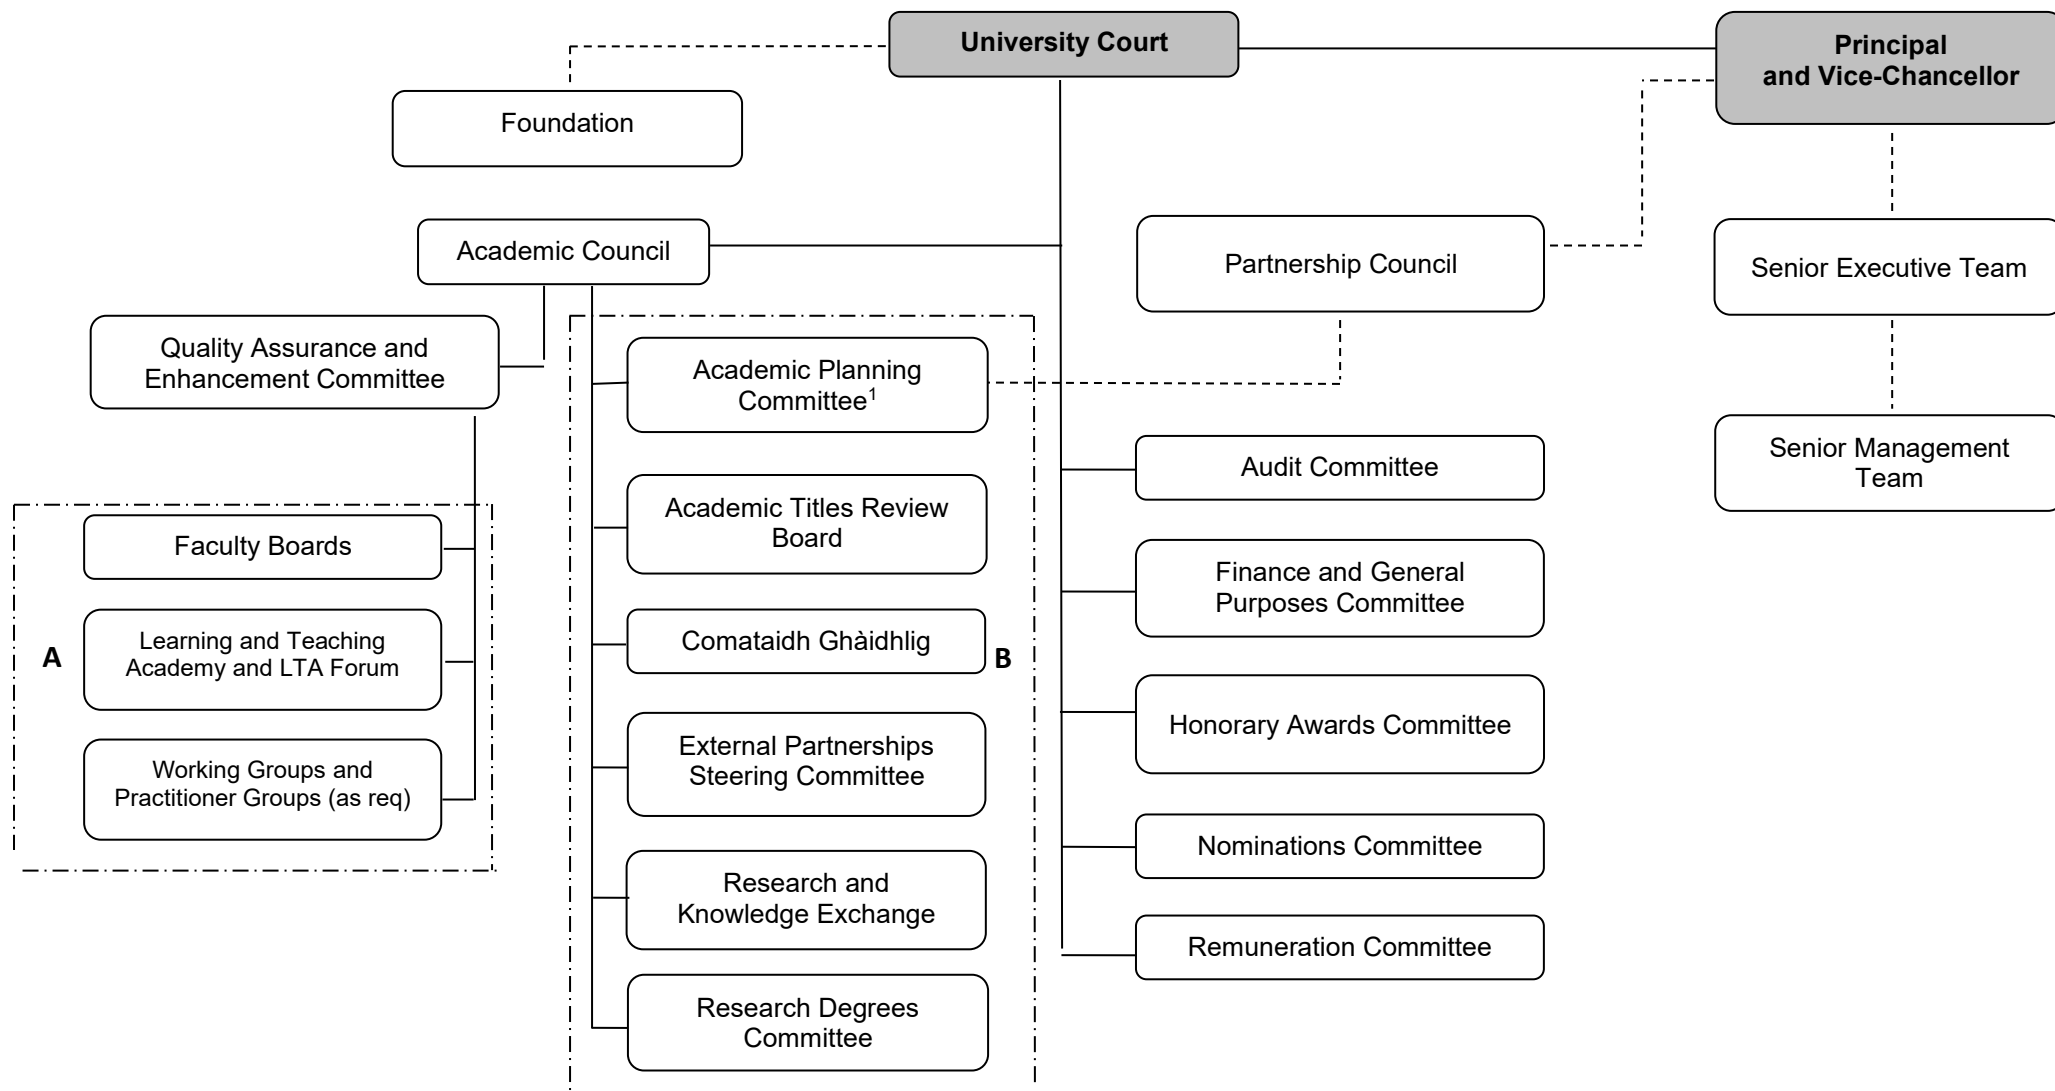 University Court
Principal
and Vice-Chancellor
Foundation
Academic Council
Partnership Council
Senior Executive Team
Quality Assurance and
Enhancement Committee
Academic Planning
Committee¹
Audit Committee
Senior Management
Team
Academic Titles Review
Board
Faculty Boards
Finance and General
Purposes Committee
A
Learning and Teaching
Academy and LTA Forum
Comataidh Ghàidhlig
B
Honorary Awards Committee
External Partnerships
Steering Committee
Working Groups and
Practitioner Groups (as req)
Nominations Committee
Research and
Knowledge Exchange
Remuneration Committee
Research Degrees
Committee